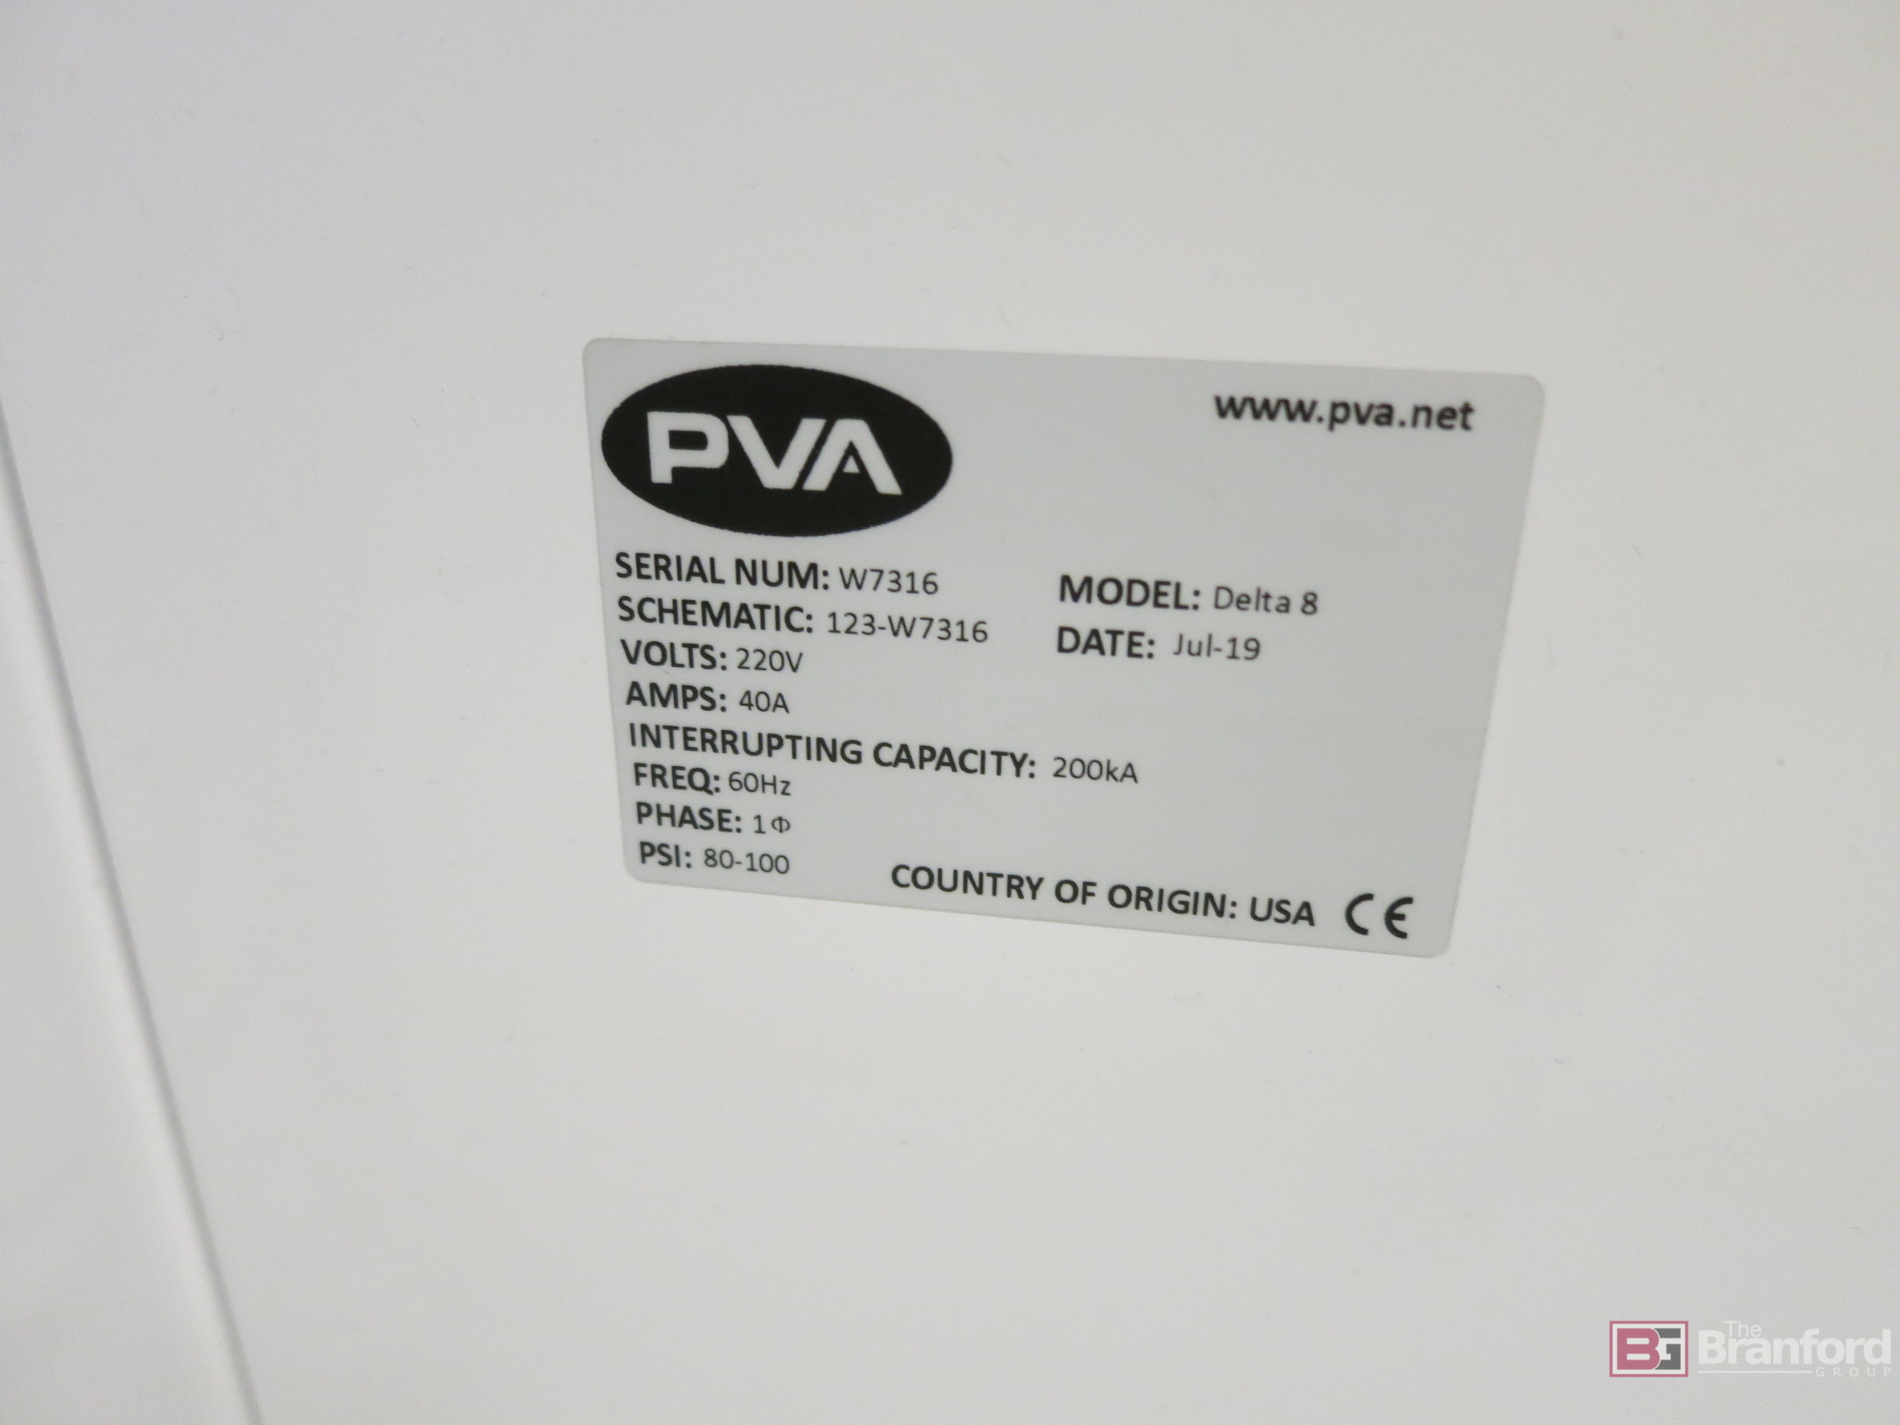 PVA
www.pva.net
SERIAL NUM: W7316
MODEL: Delta 8
SCHEMATIC: 123-W7316
DATE: Jul-19
VOLTS: 220V
AMPS: 40A
INTERRUPTING CAPACITY: 200kA
FREQ: 60Hz
PHASE: 1Φ
PSI: 80-100
COUNTRY OF ORIGIN: USA CE
BG The
Branford
GROUP